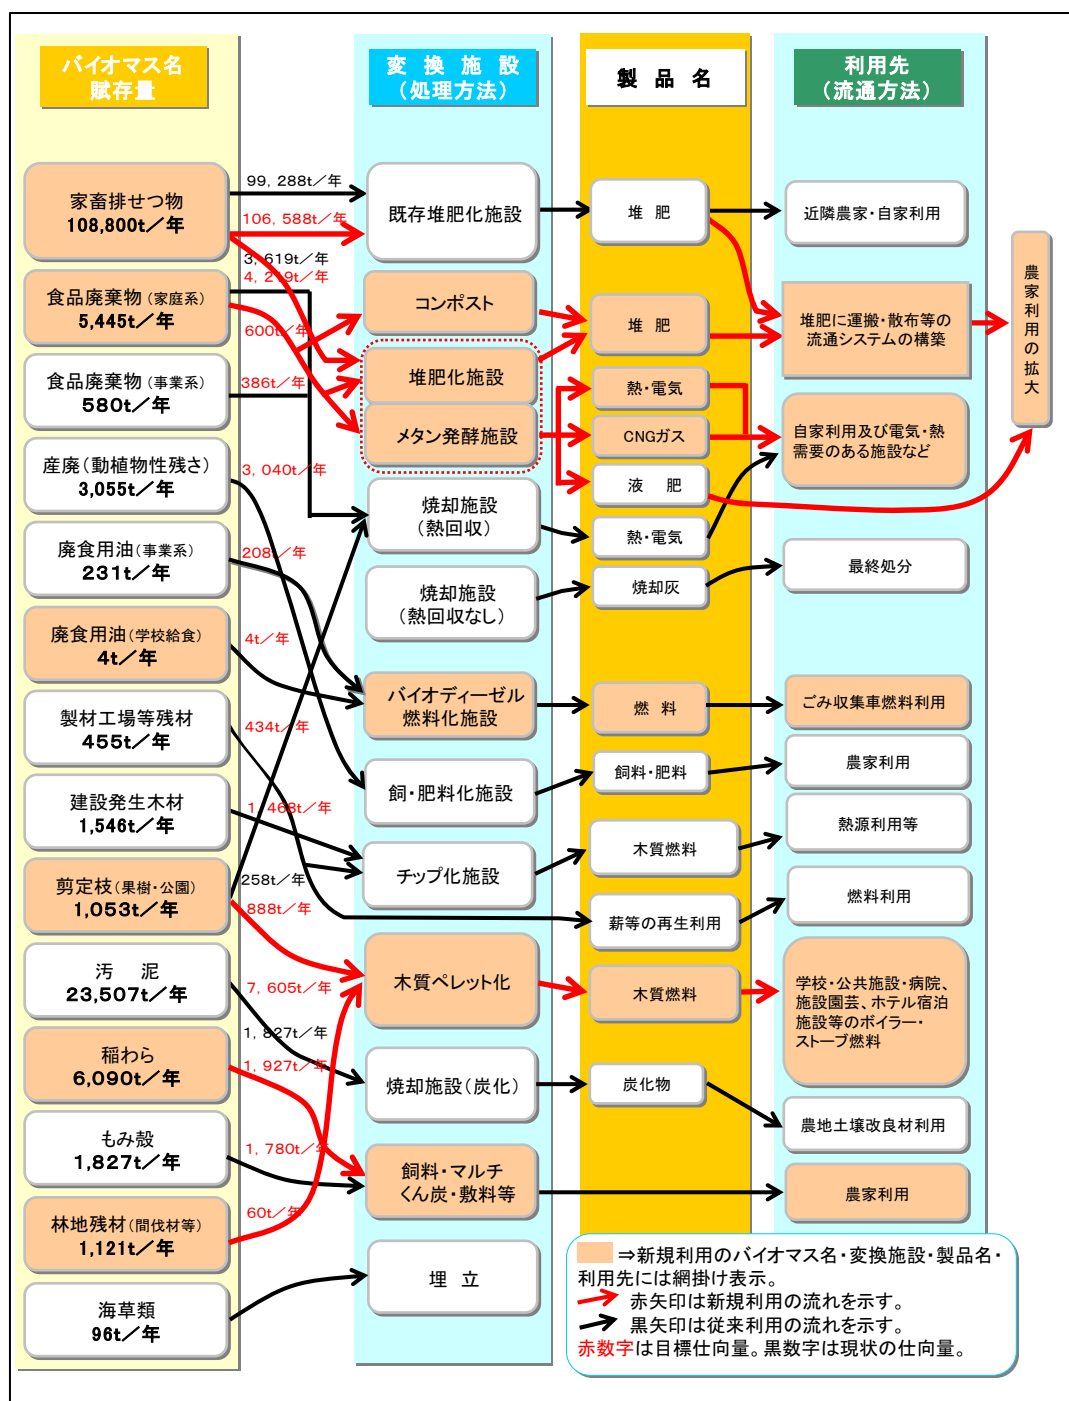 バイオマス名
賦存量
変換施設
（処理方法）
製品名
利用先
（流通方法）
家畜排せつ物
108,800t／年
食品廃棄物（家庭系）
5,445t／年
食品廃棄物（事業系）
580t／年
産廃（動植物性残さ）
3,055t／年
廃食用油（事業系）
231t／年
廃食用油（学校給食）
4t／年
製材工場等残材
455t／年
建設発生木材
1,546t／年
剪定枝（果樹・公園）
1,053t／年
汚泥
23,507t／年
稲わら
6,090t／年
もみ殻
1,827t／年
林地残材（間伐材等）
1,121t／年
海草類
96t／年
99，288t／年
106，588t／年
3，619t／年
4，219t／年
600t／年
386t／年
3，040t／年
208t／年
4t／年
434t／年
1，468t／年
258t／年
888t／年
7，605t／年
1，827t／年
1，927t／年
1，780t／年
60t／年
既存堆肥化施設
コンポスト
堆肥化施設
メタン発酵施設
焼却施設
（熱回収）
焼却施設
（熱回収なし）
バイオディーゼル
燃料化施設
飼・肥料化施設
チップ化施設
木質ペレット化
焼却施設（炭化）
飼料・マルチ
くん炭・敷料等
埋立
堆肥
堆肥
熱・電気
CNGガス
液肥
熱・電気
焼却灰
燃料
飼料・肥料
木質燃料
薪等の再生利用
木質燃料
炭化物
近隣農家・自家利用
堆肥に運搬・散布等の
流通システムの構築
自家利用及び電気・熱
需要のある施設など
最終処分
ごみ収集車燃料利用
農家利用
熱源利用等
燃料利用
学校・公共施設・病院、
施設園芸、ホテル宿泊
施設等のボイラー・
ストーブ燃料
農地土壌改良材利用
農家利用
農家利用の拡大
⇒新規利用のバイオマス名・変換施設・製品名・
利用先には網掛け表示。
赤矢印は新規利用の流れを示す。
黒矢印は従来利用の流れを示す。
赤数字は目標仕向量。黒数字は現状の仕向量。